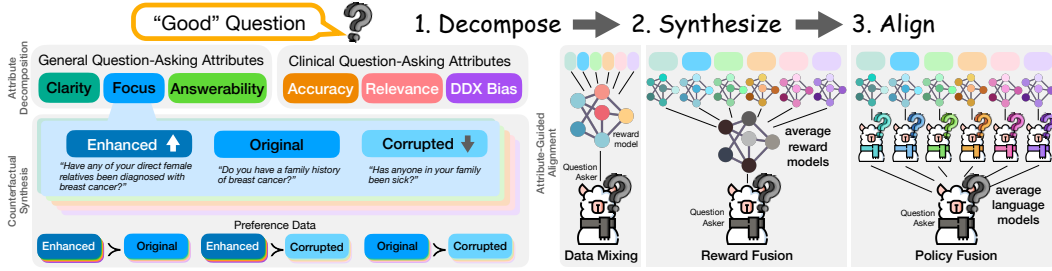 “Good” Question
1. Decompose
2. Synthesize
3. Align
Attribute
Decomposition
General Question-Asking Attributes
Clarity
Focus
Answerability
Clinical Question-Asking Attributes
Accuracy
Relevance
DDX Bias
Counterfactual
Synthesis
Enhanced
“Have any of your direct female
relatives been diagnosed with
breast cancer?”
Original
“Do you have a family history
of breast cancer?”
Corrupted
“Has anyone in your family
been sick?”
Preference Data
Enhanced
≻
Original
Enhanced
≻
Corrupted
Original
≻
Corrupted
Attribute-Guided
Alignment
reward
model
Question
Asker
Data Mixing
average
reward
models
Question
Asker
Reward Fusion
average
language
models
Question
Asker
Policy Fusion